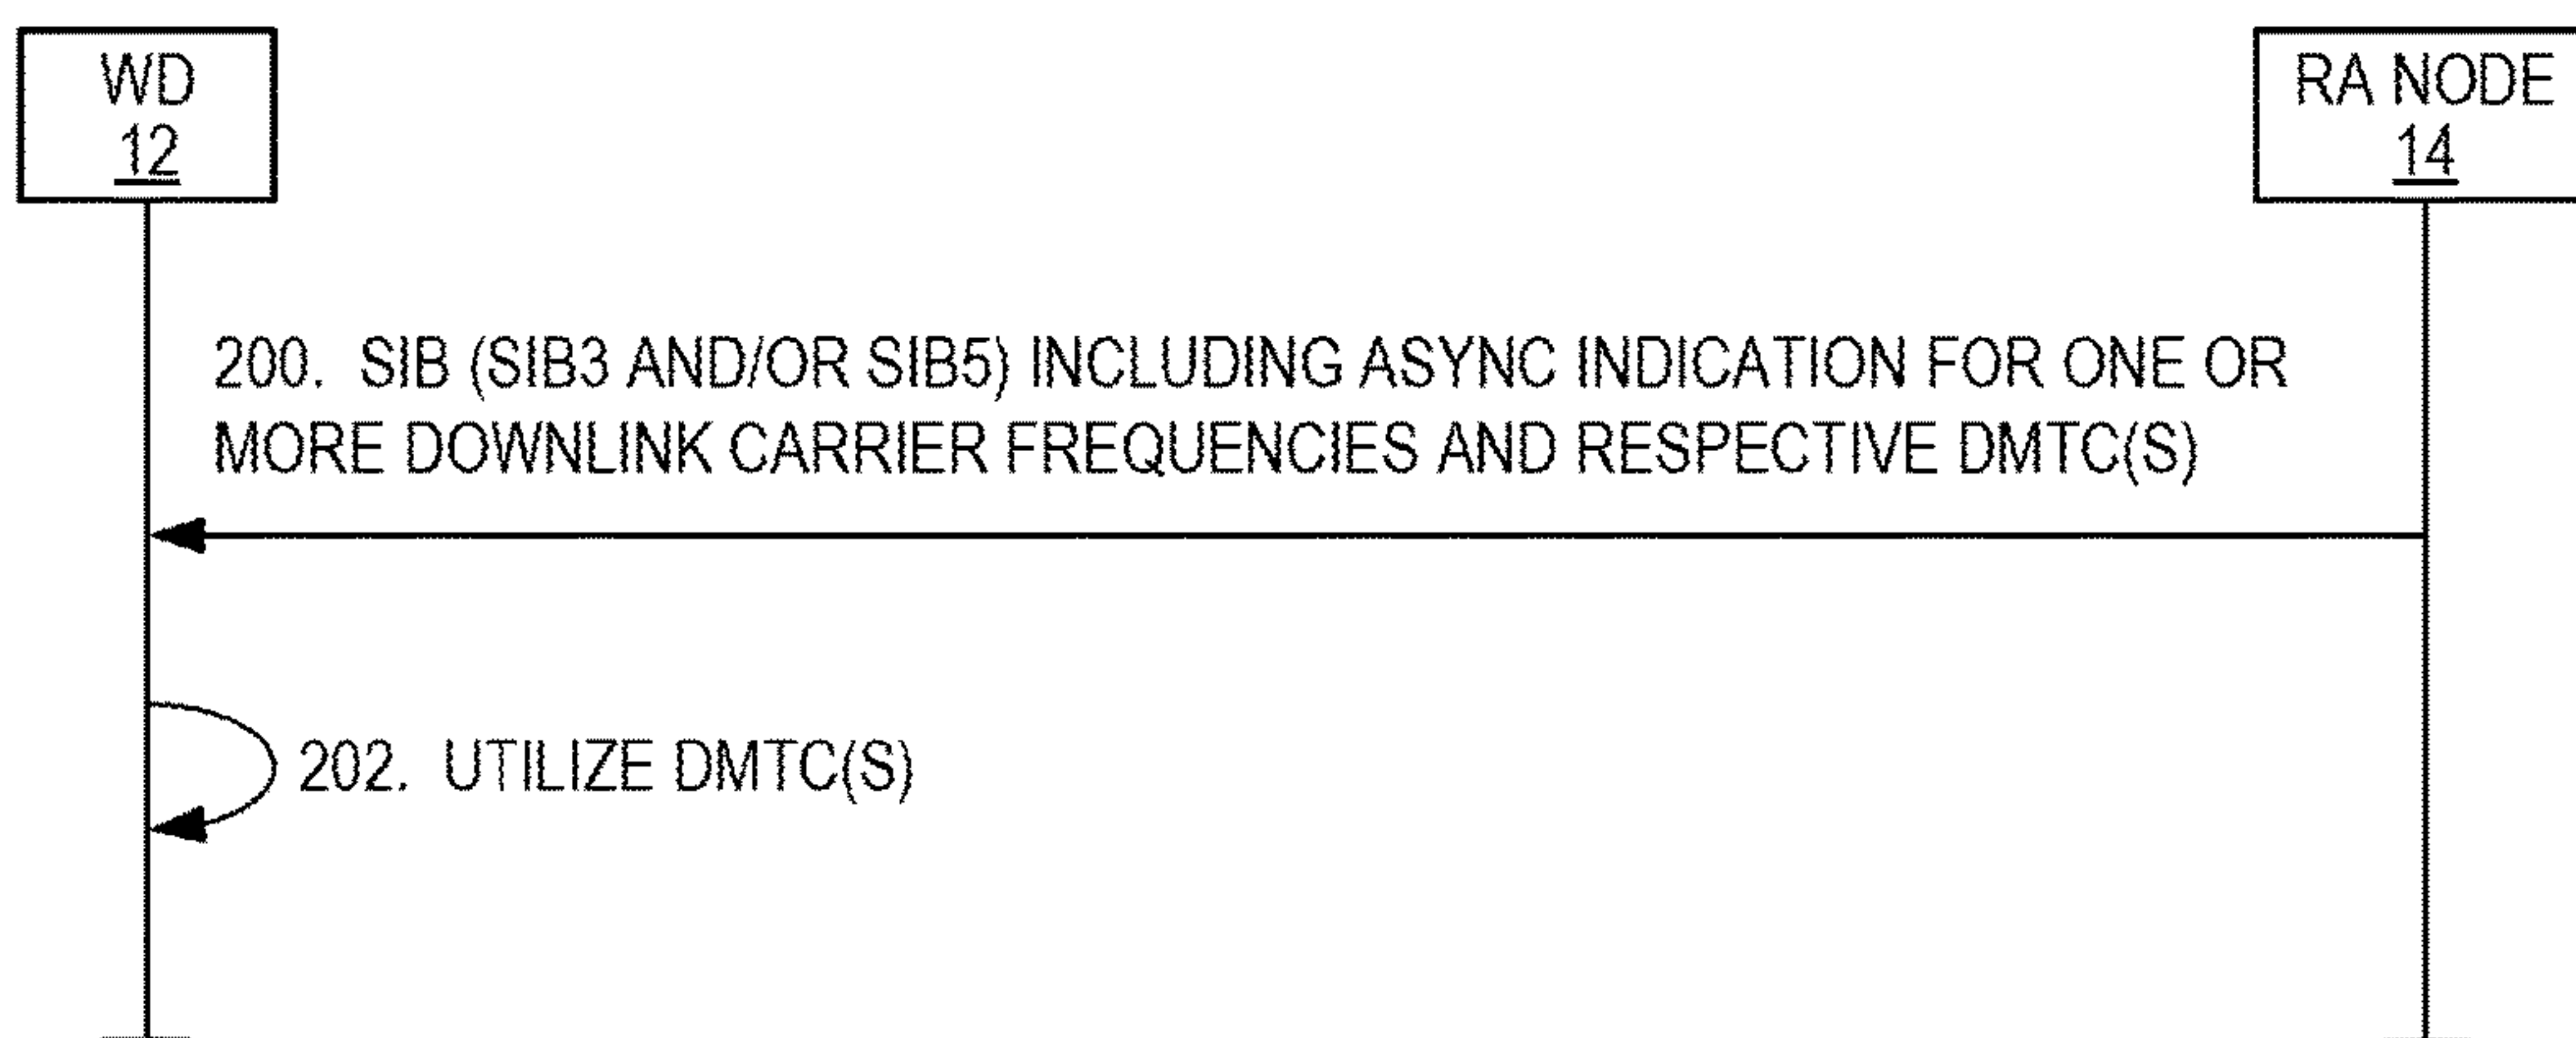 WD
12
RA NODE
14
200. SIB (SIB3 AND/OR SIB5) INCLUDING ASYNC INDICATION FOR ONE OR
MORE DOWNLINK CARRIER FREQUENCIES AND RESPECTIVE DMTC(S)
202. UTILIZE DMTC(S)